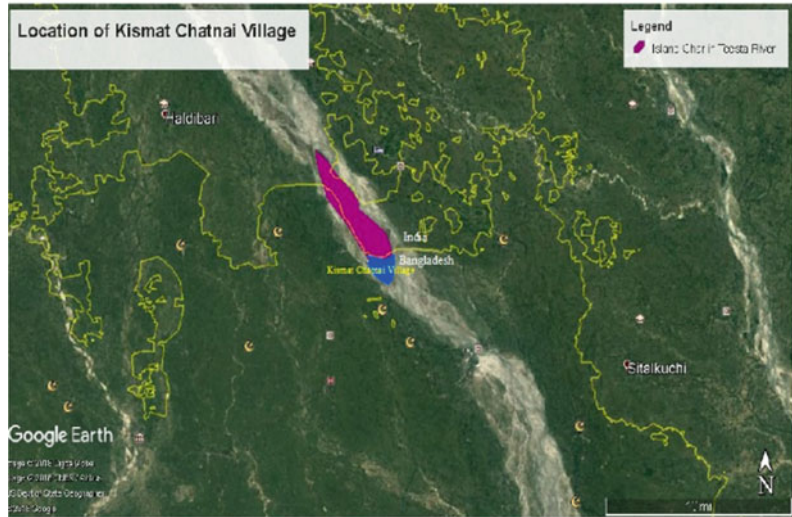 Location of Kismat Chatnai Village
Legend
Island Char in Teesta River
Haldibari
India
Bangladesh
Kismat Chatnai Village
Sitalkuchi
Google Earth
N